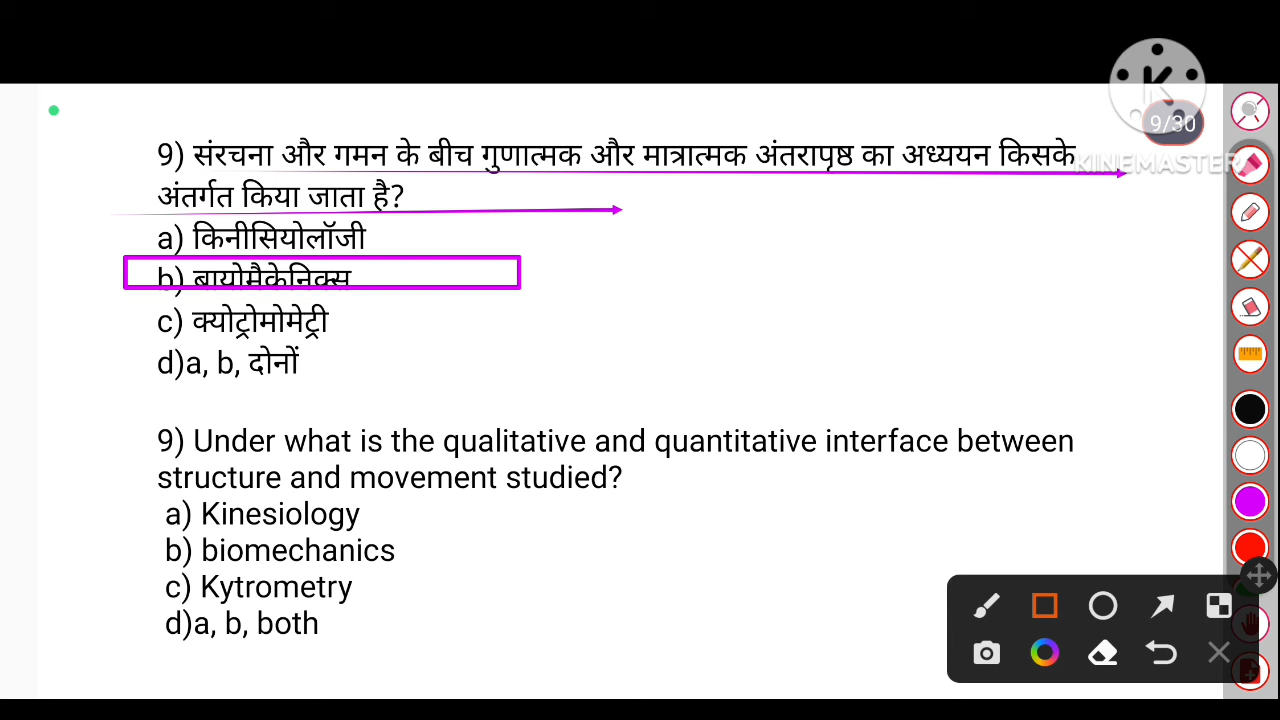 9/30
KINEMASTER
9) संरचना और गमन के बीच गुणात्मक और मात्रात्मक अंतरापृष्ठ का अध्ययन किसके
अंतर्गत किया जाता है?
a) किनीसियोलॉजी
b) बायोमैकेनिक्स
c) क्योट्रोमोमेट्री
d)a, b, दोनों
9) Under what is the qualitative and quantitative interface between
structure and movement studied?
a) Kinesiology
b) biomechanics
c) Kytrometry
d)a, b, both